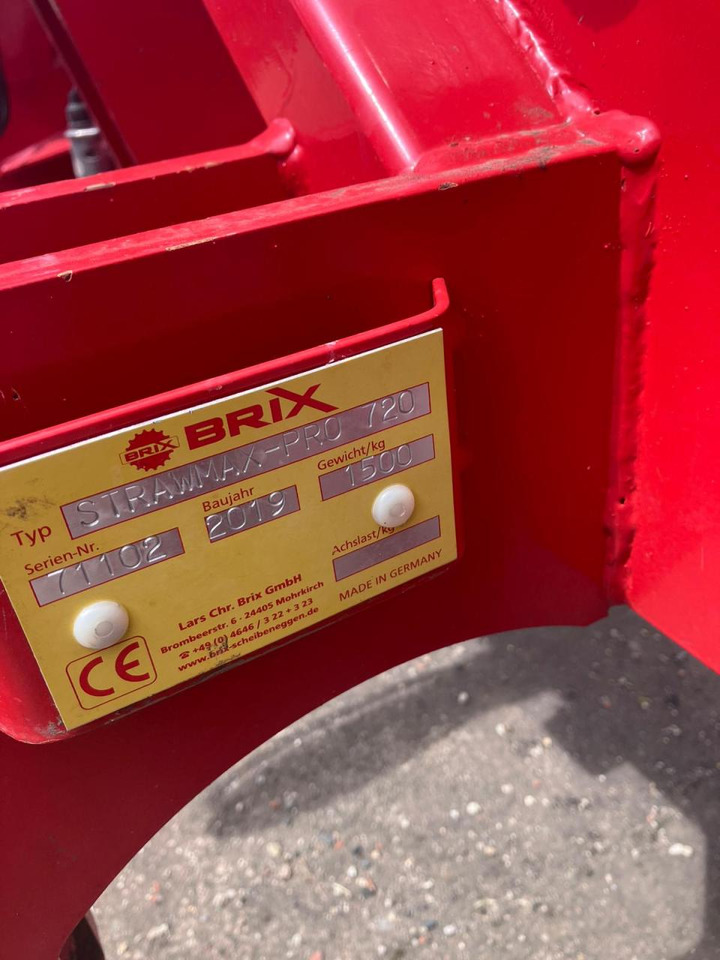 BRIX BRIX
Typ STRAWMAX-PRO 720
Serien-Nr. Baujahr Gewicht/kg
71102 2019 1500
Achslast/kg
Lars Chr. Brix GmbH
Brombeerstr. 6 · 24405 Mohrkirch
☎ +49 (0) 4646 / 3 22 + 3 23
www.brix-scheibeneggen.de
MADE IN GERMANY
CE